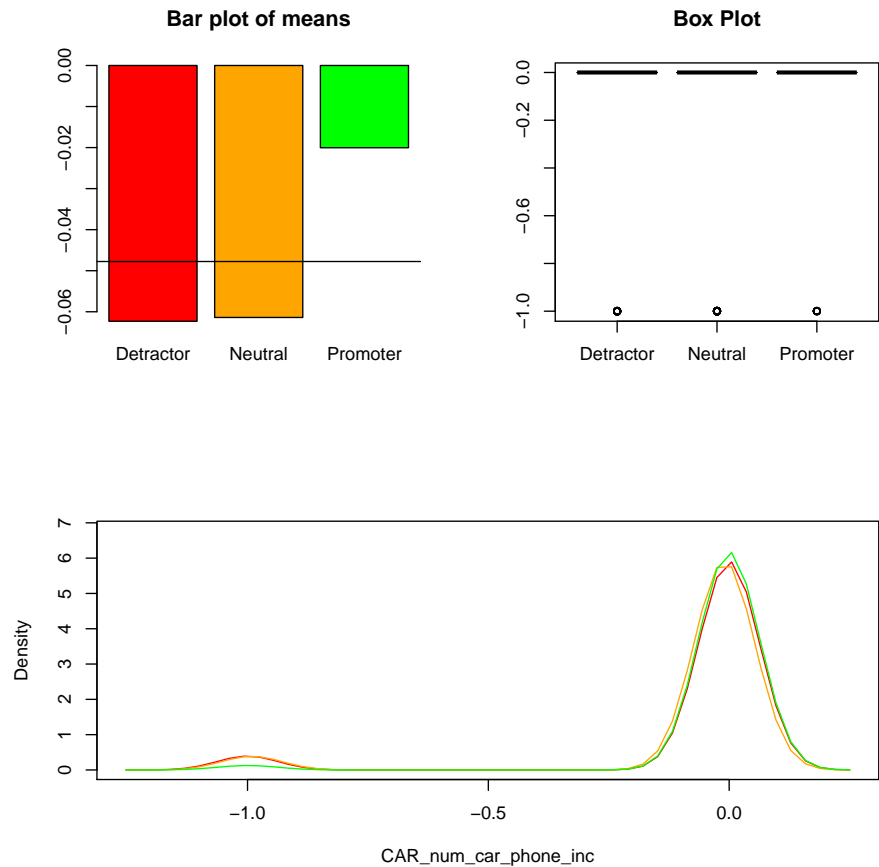 Bar plot of means
0.00
−0.02
−0.04
−0.06
Detractor Neutral Promoter
Box Plot
0.0
−0.2
−0.6
−1.0
Detractor Neutral Promoter
7
6
5
4
3
2
1
0
Density
−1.0 −0.5 0.0
CAR_num_car_phone_inc